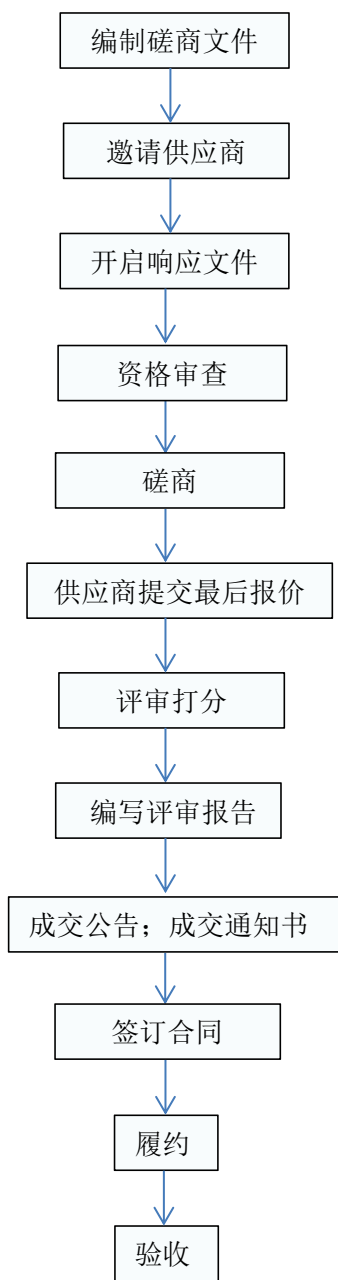 编制磋商文件
邀请供应商
开启响应文件
资格审查
磋商
供应商提交最后报价
评审打分
编写评审报告
成交公告；成交通知书
签订合同
履约
验收